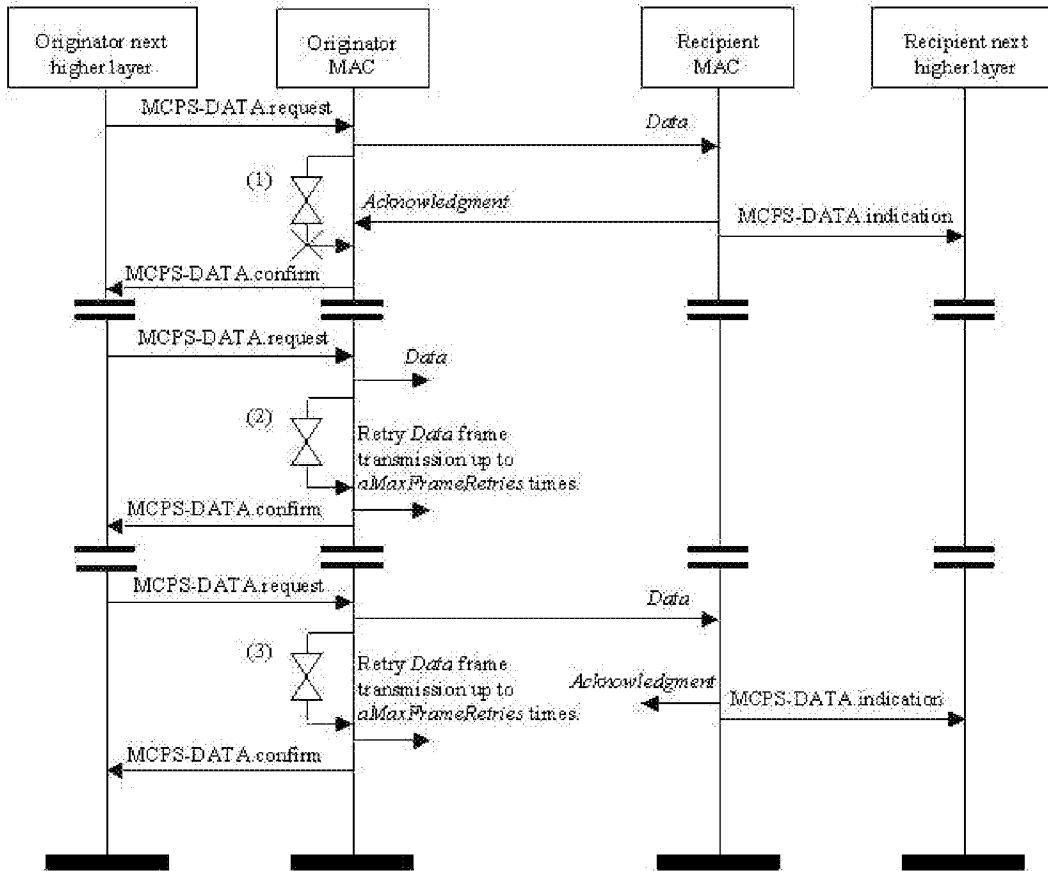 Originator next
higher layer
Originator
MAC
Recipient
MAC
Recipient next
higher layer
MCPS-DATA.request
Data
(1)
Acknowledgment
MCPS-DATA.indication
MCPS-DATA.confirm
MCPS-DATA.request
Data
(2)
Retry Data frame
transmission up to
aMaxFrameRetries times.
MCPS-DATA.confirm
MCPS-DATA.request
Data
(3)
Retry Data frame
transmission up to
aMaxFrameRetries times.
Acknowledgment
MCPS-DATA.indication
MCPS-DATA.confirm